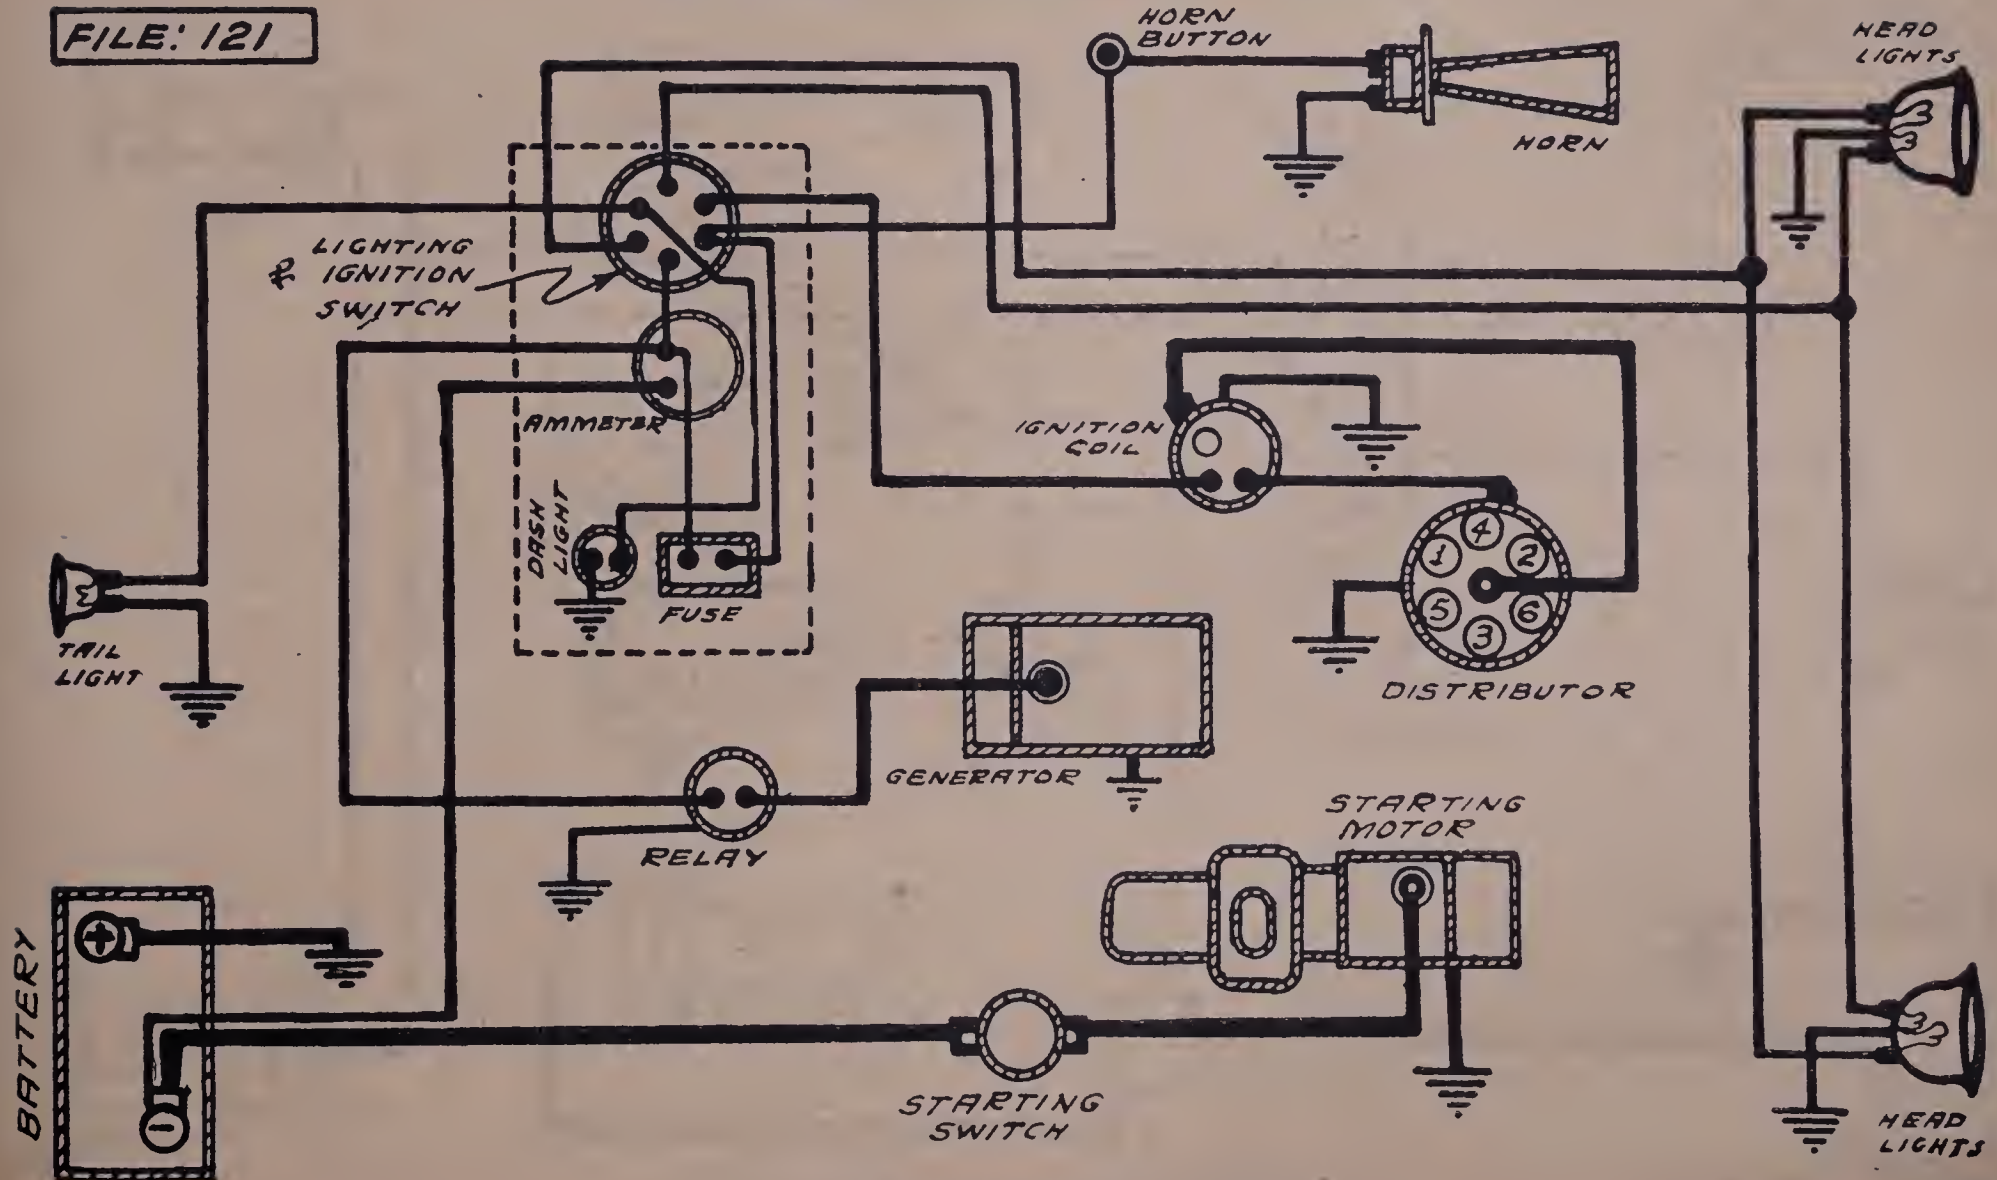 FILE: 121
HORN
BUTTON
HORN
HEAD
LIGHTS
LIGHTING
& IGNITION
SWITCH
AMMETER
IGNITION
COIL
DASH
LIGHT
FUSE
4
1
2
5
6
3
DISTRIBUTOR
TAIL
LIGHT
GENERATOR
RELAY
STARTING
MOTOR
BATTERY
+
-
STARTING
SWITCH
HEAD
LIGHTS